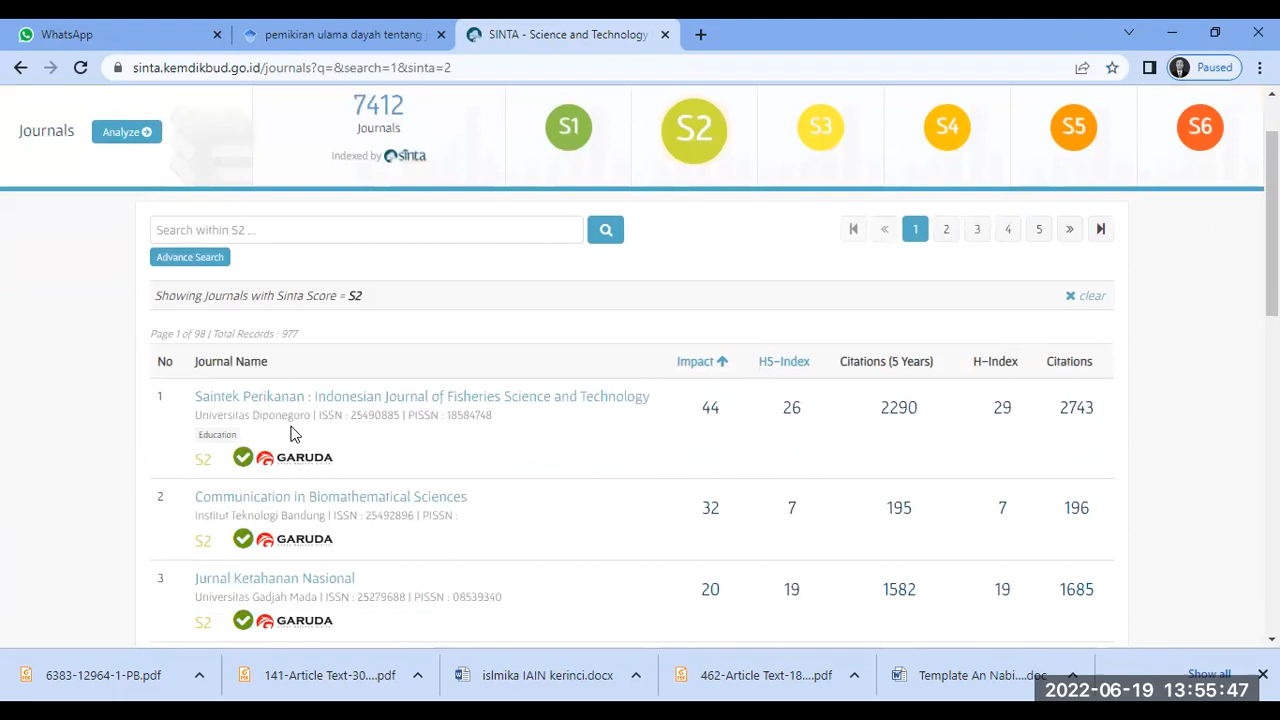 WhatsApp
pemikiran ulama dayah tentang
SINTA - Science and Technology
sinta.kemdikbud.go.id/journals?q=&search=1&sinta=2
Paused
Journals
Analyze
7412
Journals
Indexed by sinta
S1
S2
S3
S4
S5
S6
Search within S2 ...
1 2 3 4 5
Advance Search
Showing Journals with Sinta Score = S2
clear
Page 1 of 98 | Total Records : 977
No Journal Name Impact H5-Index Citations (5 Years) H-Index Citations
1 Saintek Perikanan : Indonesian Journal of Fisheries Science and Technology 44 26 2290 29 2743
Universitas Diponegoro | ISSN : 25490885 | PISSN : 18584748
Education
S2 GARUDA
2 Communication in Biomathematical Sciences 32 7 195 7 196
Institut Teknologi Bandung | ISSN : 25492896 | PISSN :
S2 GARUDA
3 Jurnal Ketahanan Nasional 20 19 1582 19 1685
Universitas Gadjah Mada | ISSN : 25279688 | PISSN : 08539340
S2 GARUDA
6383-12964-1-PB.pdf
141-Article Text-30....pdf
islmika IAIN kerinci.docx
462-Article Text-18....pdf
Template An Nabi....doc
Show all
2022-06-19 13:55:47